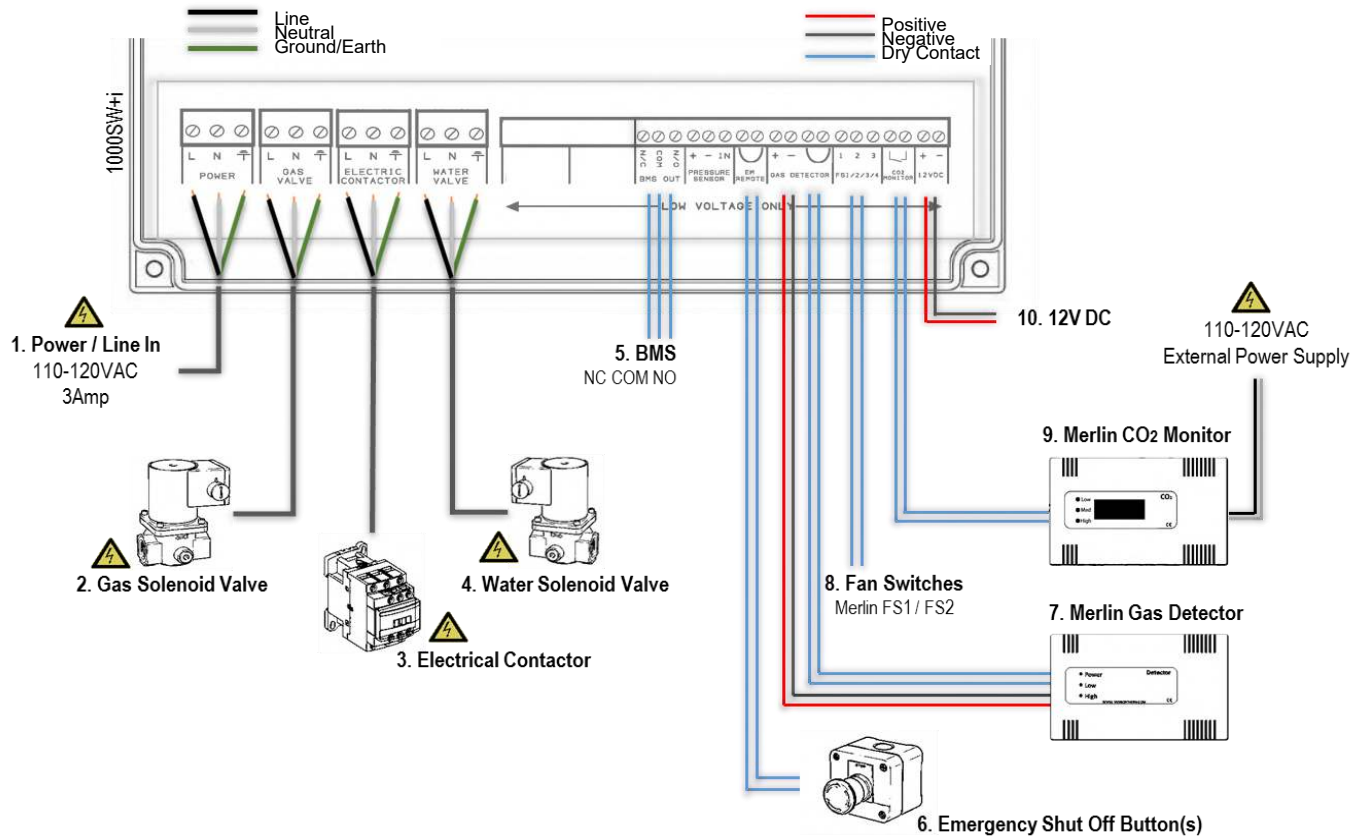 Line
Neutral
Ground/Earth
Positive
Negative
Dry Contact
1000SW+i
L N
POWER
L N
GAS
VALVE
L N
ELECTRIC
CONTACTOR
L N
WATER
VALVE
N/C
COM
N/O
BMS OUT
+ - IN
PRESSURE
SENSOR
EM
REMOTE
+ -
GAS DETECTOR
1 2 3
FS1/2/3/4
CO2
MONITOR
+ -
12VDC
LOW VOLTAGE ONLY
1. Power / Line In
110-120VAC
3Amp
2. Gas Solenoid Valve
3. Electrical Contactor
4. Water Solenoid Valve
5. BMS
NC COM NO
10. 12V DC
110-120VAC
External Power Supply
9. Merlin CO2 Monitor
Low
Med
High
CO₂
CE
8. Fan Switches
Merlin FS1 / FS2
7. Merlin Gas Detector
Power
Low
High
Detector
CE
6. Emergency Shut Off Button(s)